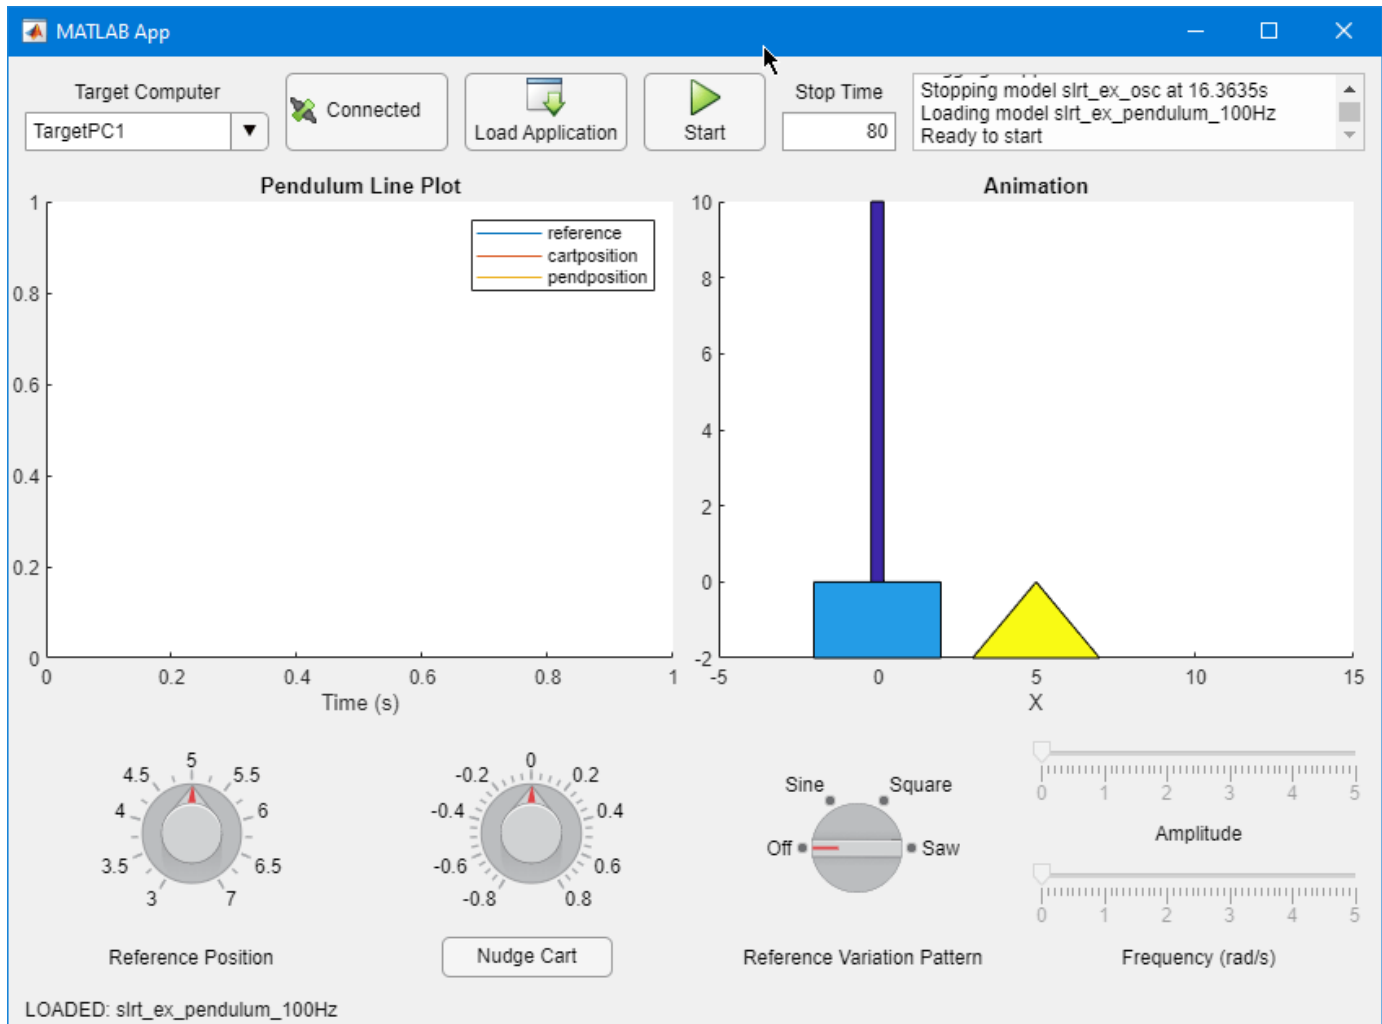 MATLAB App
Target Computer
TargetPC1
Connected
Load Application
Start
Stop Time
80
Stopping model slrt_ex_osc at 16.3635s
Loading model slrt_ex_pendulum_100Hz
Ready to start
Pendulum Line Plot
1
0.8
0.6
0.4
0.2
0
0 0.2 0.4 0.6 0.8 1
Time (s)
reference
cartposition
pendposition
Animation
10
8
6
4
2
0
-2
-5 0 5 10 15
X
5
4.5 5.5
4 6
3.5 6.5
3 7
Reference Position
0
-0.2 0.2
-0.4 0.4
-0.6 0.6
-0.8 0.8
Nudge Cart
Sine Square
Off Saw
Reference Variation Pattern
0 1 2 3 4 5
Amplitude
0 1 2 3 4 5
Frequency (rad/s)
LOADED: slrt_ex_pendulum_100Hz